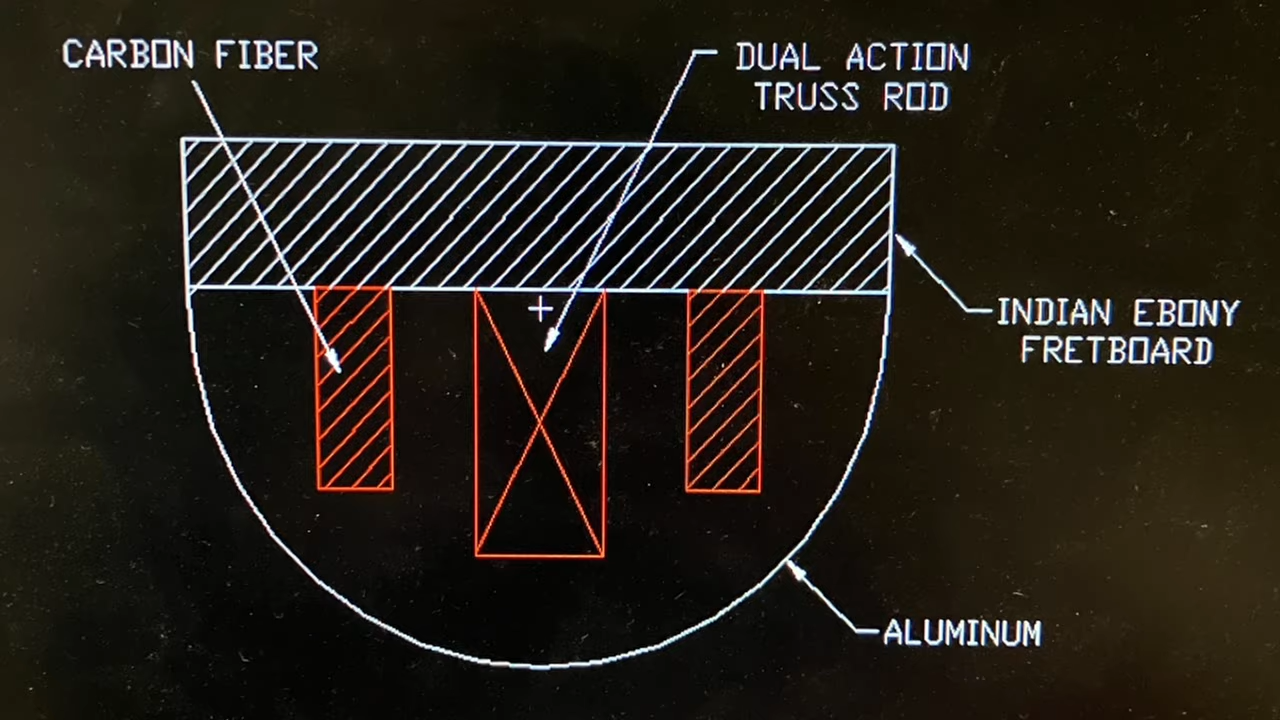 CARBON FIBER
DUAL ACTION
TRUSS ROD
INDIAN EBONY
FRETBOARD
ALUMINUM